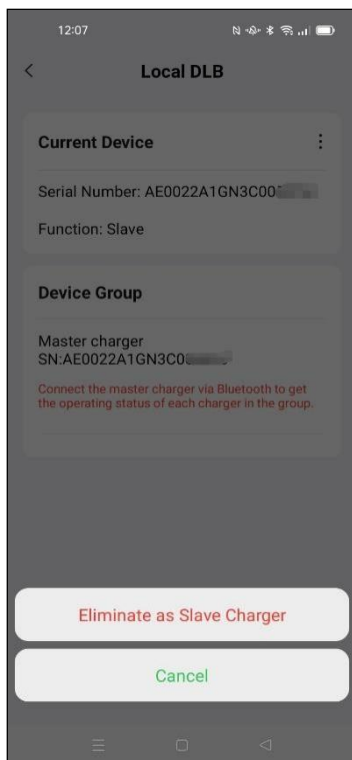 12:07
Local DLB
Current Device
Serial Number: AE0022A1GN3C00
Function: Slave
Device Group
Master charger
SN:AE0022A1GN3C0
Connect the master charger via Bluetooth to get
the operating status of each charger in the group.
Eliminate as Slave Charger
Cancel